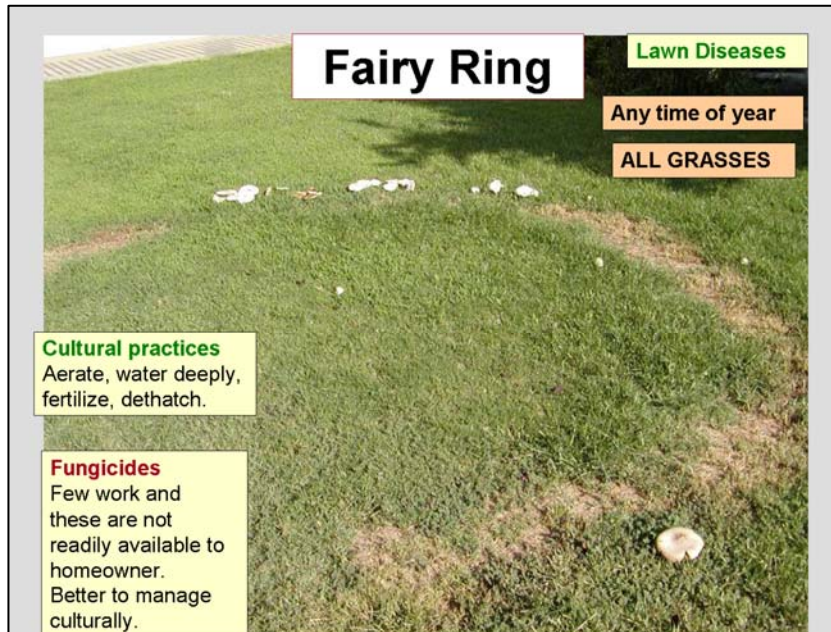 Fairy Ring
Lawn Diseases
Any time of year
ALL GRASSES
Cultural practices
Aerate, water deeply,
fertilize, dethatch.
Fungicides
Few work and
these are not
readily available to
homeowner.
Better to manage
culturally.